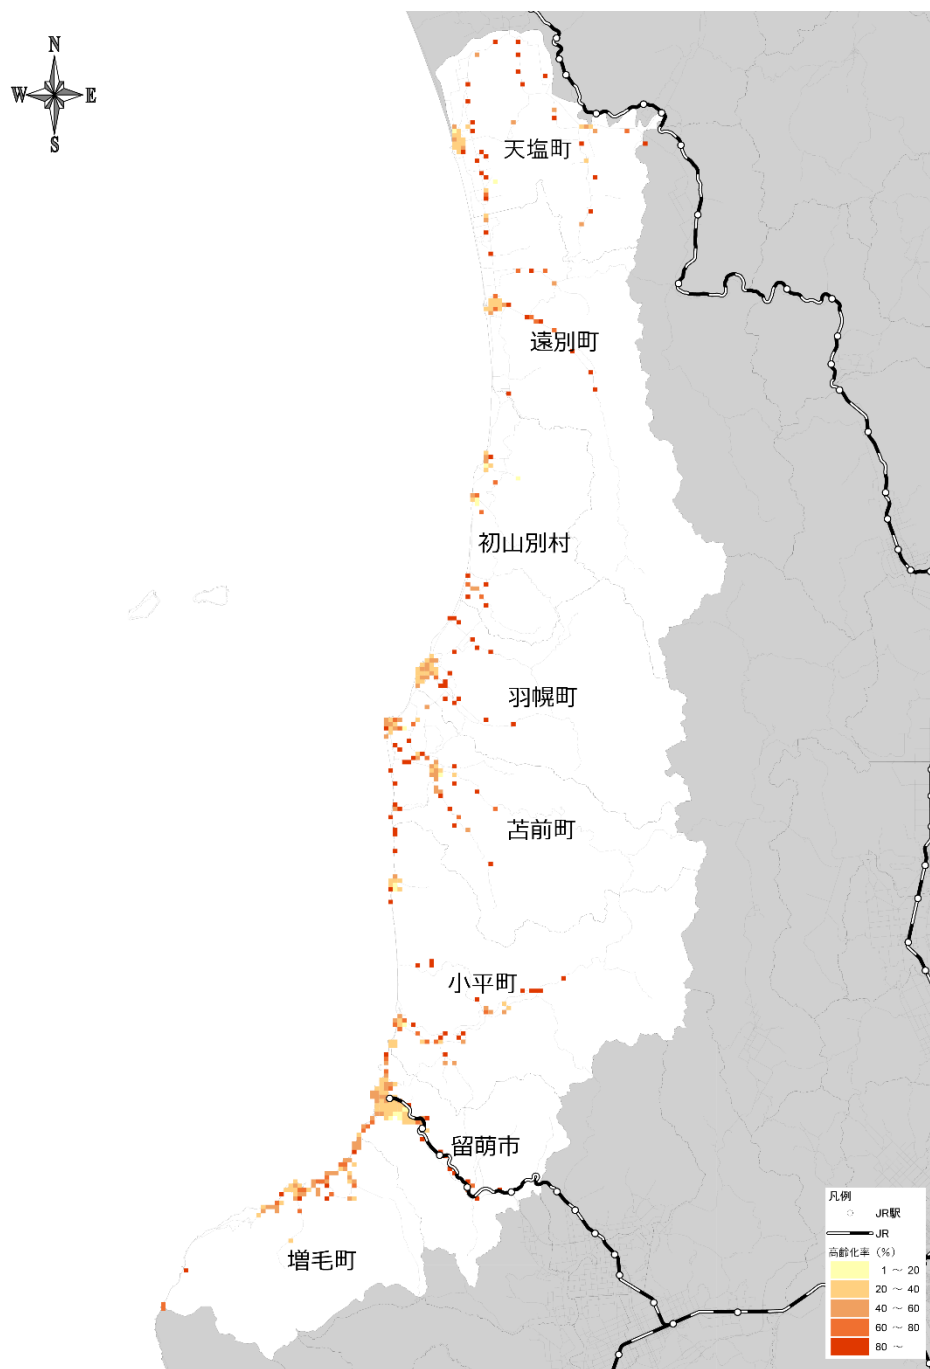 N
W E
S
天塩町
遠別町
初山別村
羽幌町
苫前町
小平町
留萌市
増毛町
凡例
JR駅
JR
高齢化率 (%)
1 ～ 20
20 ～ 40
40 ～ 60
60 ～ 80
80 ～